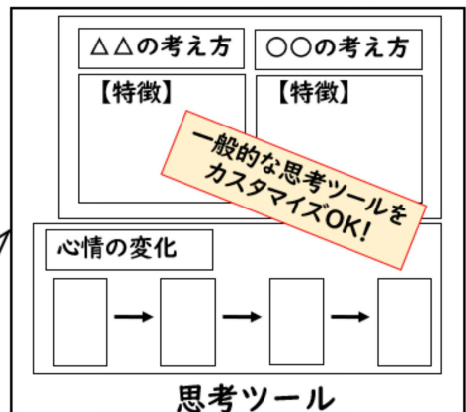 △△の考え方
○○の考え方
【特徴】
【特徴】
一般的な思考ツールを
カスタマイズOK!
心情の変化
思考ツール